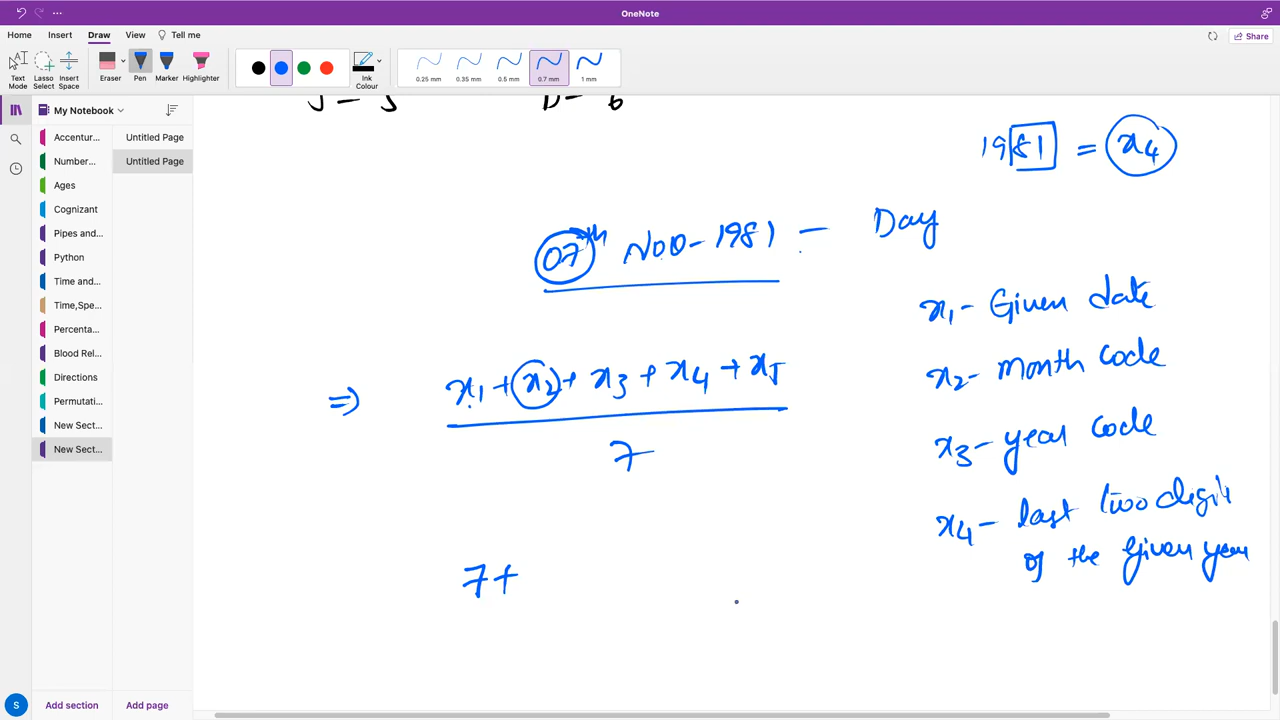 OneNote
Home Insert Draw View Tell me
Share
Text Mode Lasso Select Insert Space Eraser Pen Marker Highlighter Ink Colour 0.25 mm 0.35 mm 0.5 mm 0.7 mm 1 mm
My Notebook
Accentur... Untitled Page
Number... Untitled Page
Ages
Cognizant
Pipes and...
Python
Time and...
Time,Spe...
Percenta...
Blood Rel...
Directions
Permutati...
New Sect...
New Sect...
S Add section Add page
1981 = x4
07th Nov - 1981 - Day
x1 - Given date
x2 - month code
x3 - year code
x4 - last two digit
of the Given year
⇒ x1 + x2 + x3 + x4 + x5
7
7+